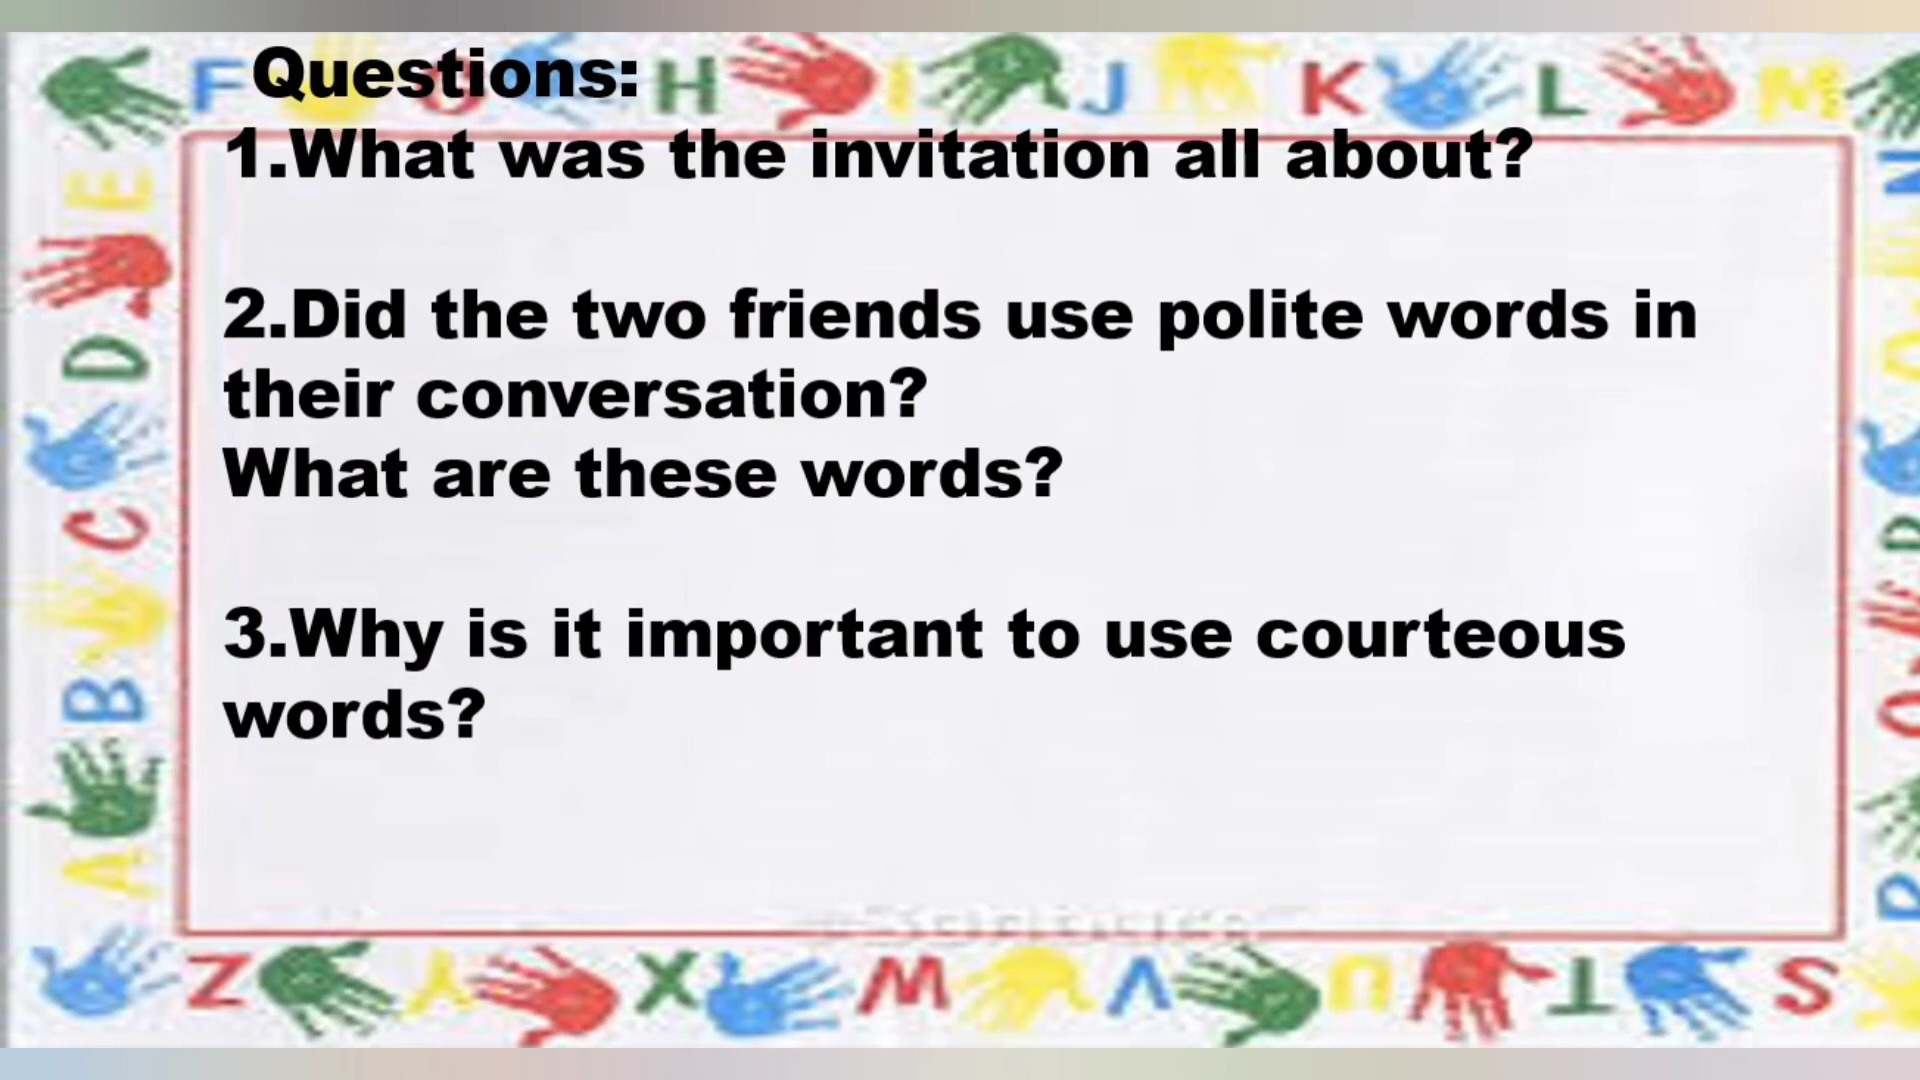 Questions:
1.What was the invitation all about?
2.Did the two friends use polite words in
their conversation?
What are these words?
3.Why is it important to use courteous
words?
F H I J K L M
E
D
C
B
A
Z Y X W V U T S
N